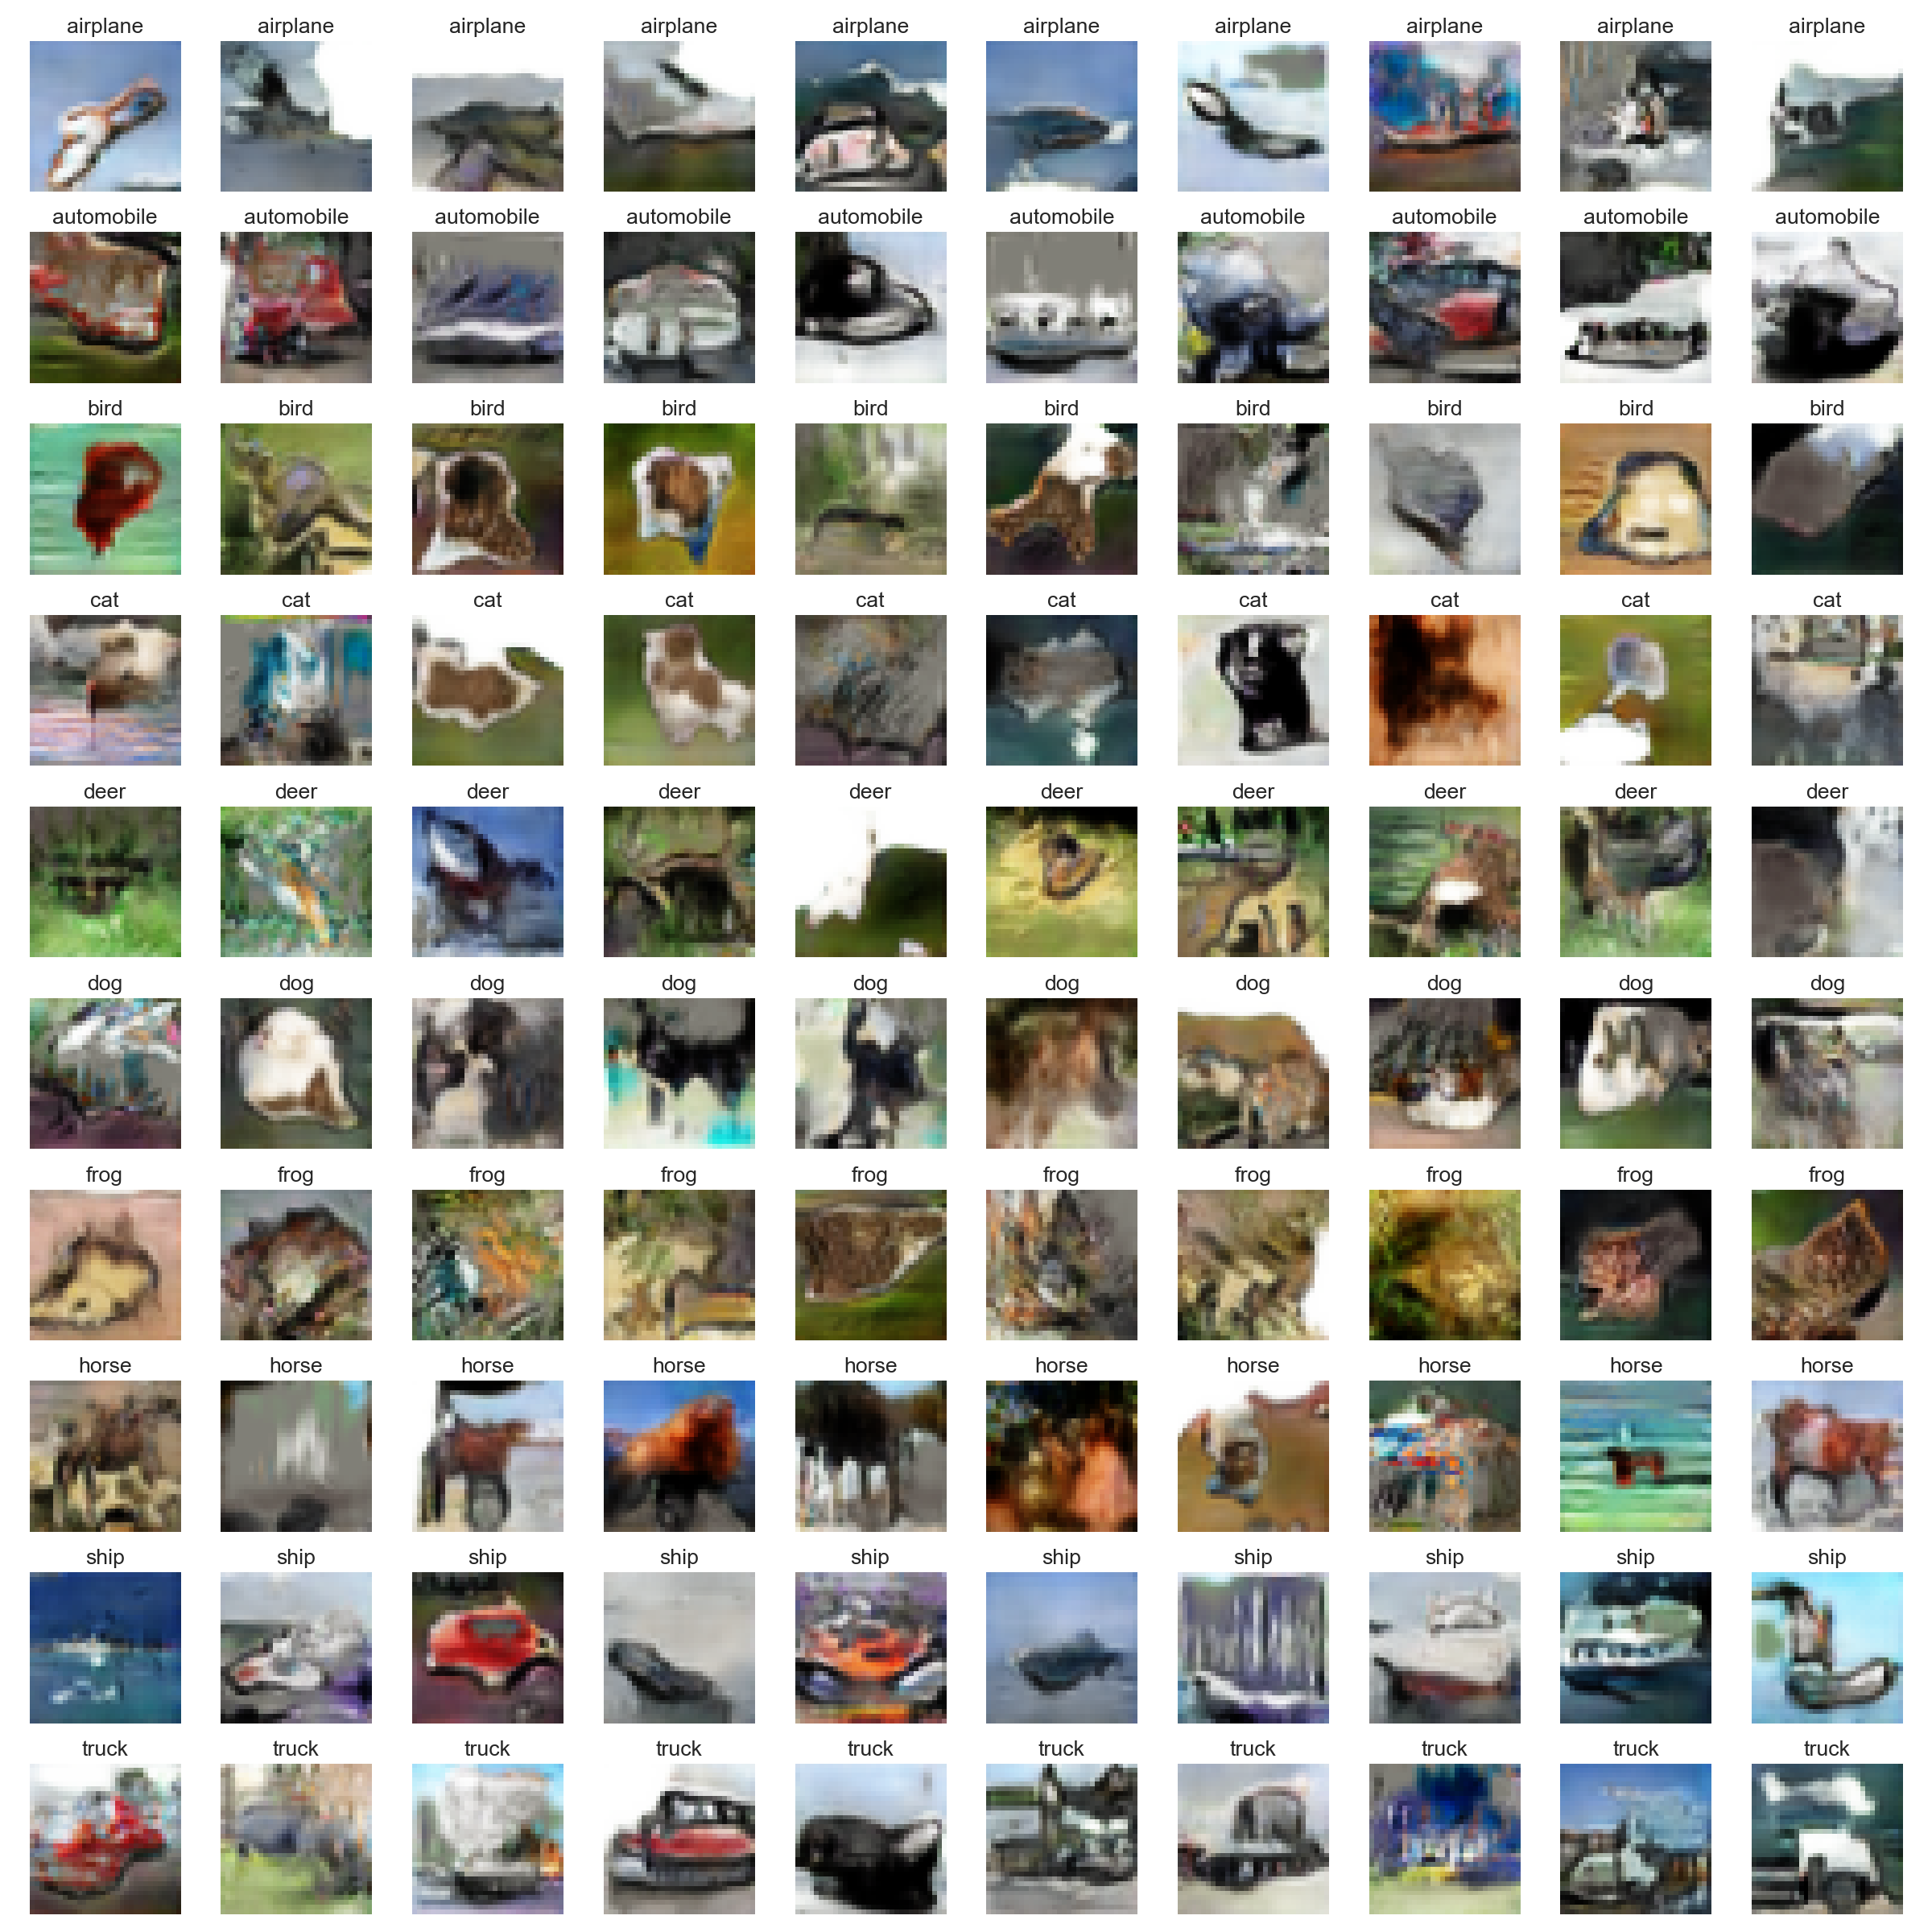 airplane airplane airplane airplane airplane airplane airplane airplane airplane airplane
automobile automobile automobile automobile automobile automobile automobile automobile automobile automobile
bird bird bird bird bird bird bird bird bird bird
cat cat cat cat cat cat cat cat cat cat
deer deer deer deer deer deer deer deer deer deer
dog dog dog dog dog dog dog dog dog dog
frog frog frog frog frog frog frog frog frog frog
horse horse horse horse horse horse horse horse horse horse
ship ship ship ship ship ship ship ship ship ship
truck truck truck truck truck truck truck truck truck truck